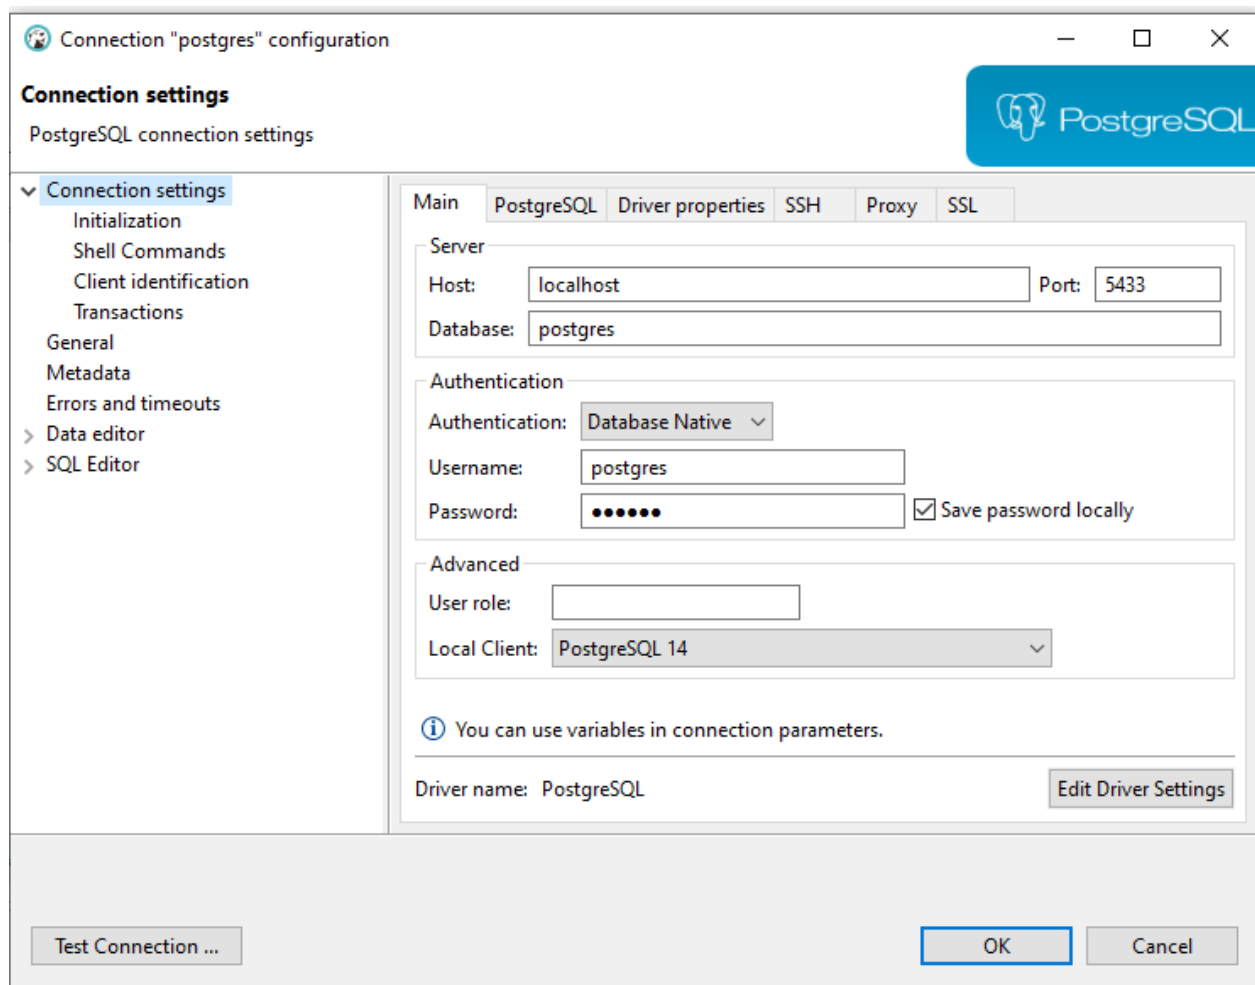 Connection "postgres" configuration
Connection settings
PostgreSQL connection settings
PostgreSQL
Connection settings
Initialization
Shell Commands
Client identification
Transactions
General
Metadata
Errors and timeouts
Data editor
SQL Editor
Main PostgreSQL Driver properties SSH Proxy SSL
Server
Host: localhost Port: 5433
Database: postgres
Authentication
Authentication: Database Native
Username: postgres
Password: ●●●●●● Save password locally
Advanced
User role:
Local Client: PostgreSQL 14
You can use variables in connection parameters.
Driver name: PostgreSQL Edit Driver Settings
Test Connection ... OK Cancel